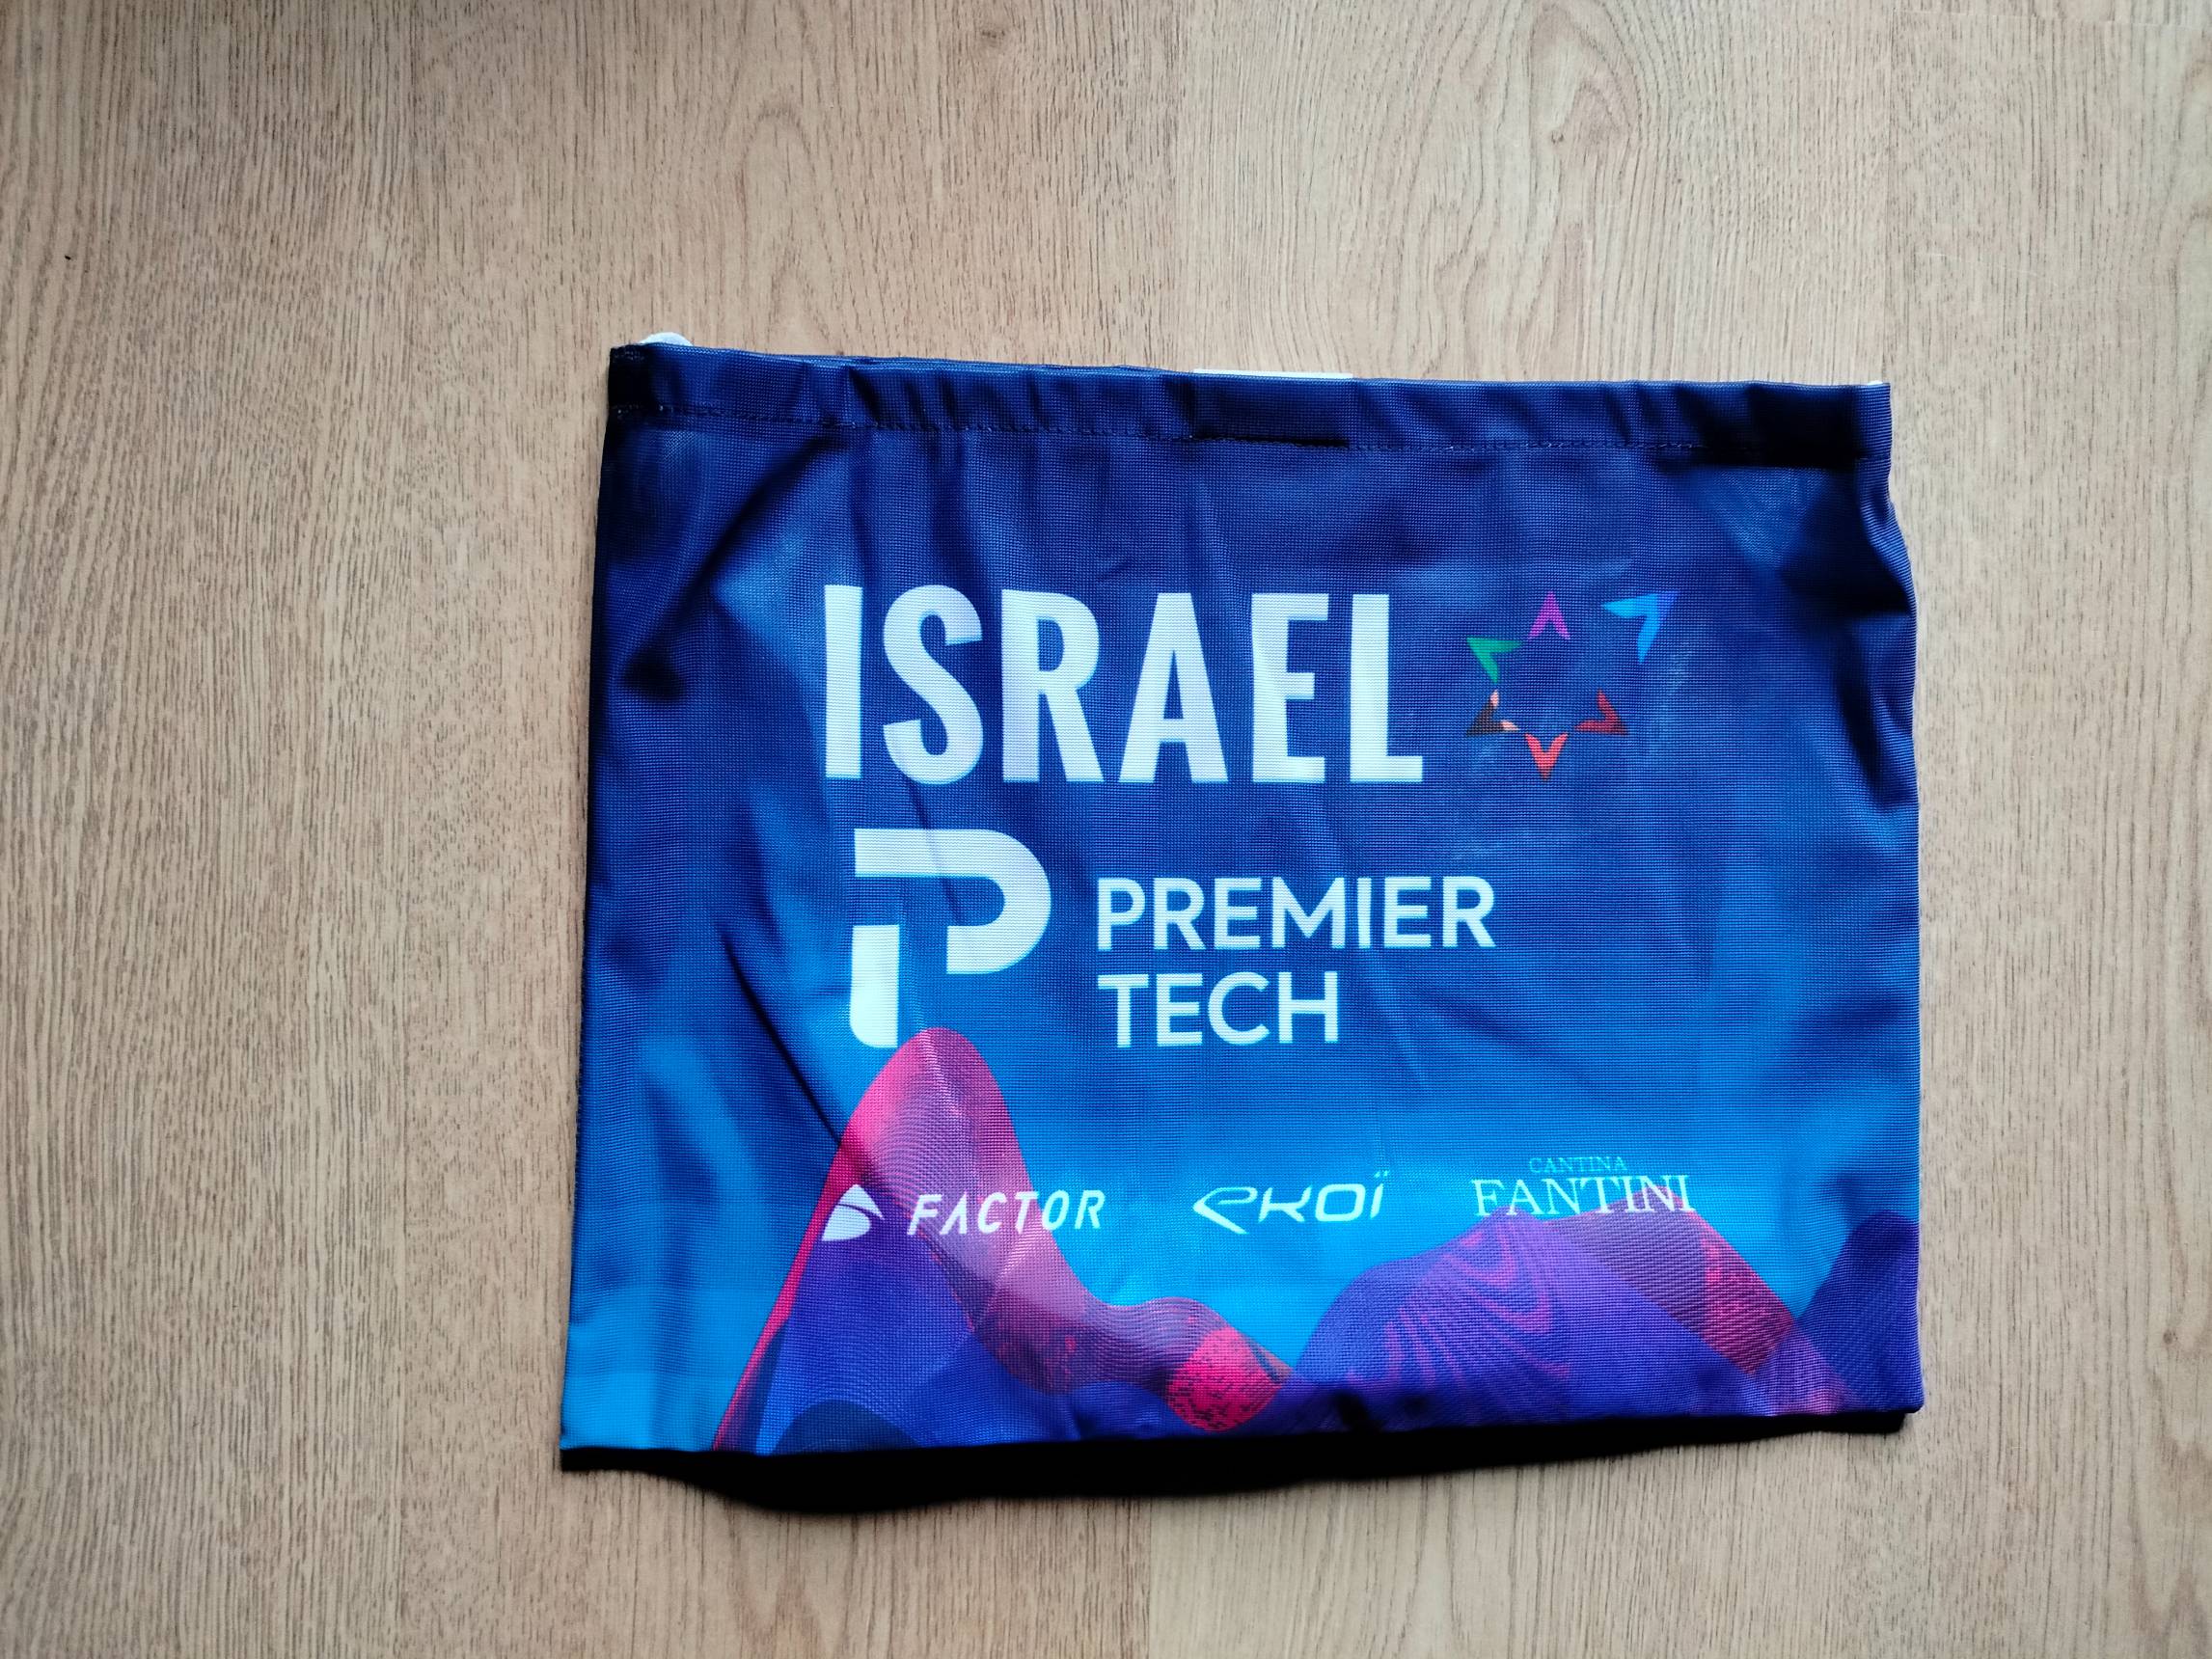 ISRAEL
PREMIER
TECH
FACTOR
eKOï
CANTINA
FANTINI